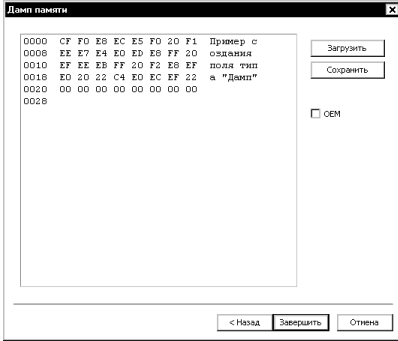 Дамп памяти
0000 CF F0 E8 EC E5 F0 20 F1 Пример с
0008 EE E7 E4 E0 ED E8 FF 20 оздания
0010 EF EE EB FF 20 F2 E8 EF поля тип
0018 E0 20 22 C4 E0 EC EF 22 а "Дамп"
0020 00 00 00 00 00 00 00 00
0028
Загрузить
Сохранить
OEM
< Назад Завершить Отмена